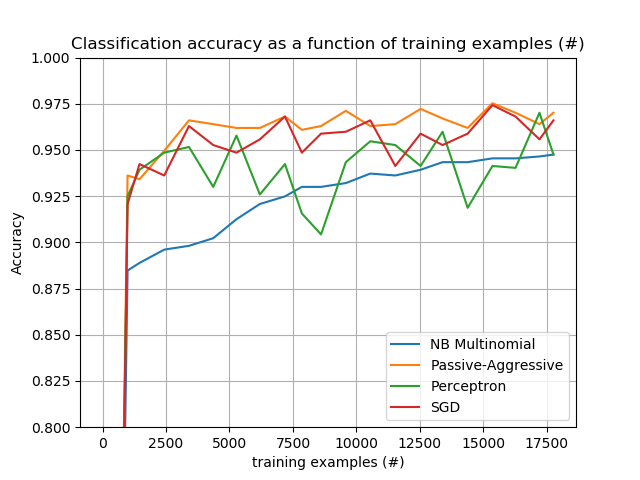 Classification accuracy as a function of training examples (#)
1.000
0.975
0.950
0.925
0.900
0.875
0.850
0.825
0.800
Accuracy
NB Multinomial
Passive-Aggressive
Perceptron
SGD
0 2500 5000 7500 10000 12500 15000 17500
training examples (#)